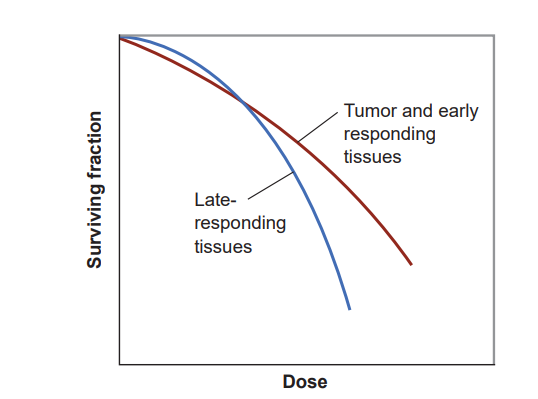 Surviving fraction
Tumor and early
responding
tissues
Late-
responding
tissues
Dose